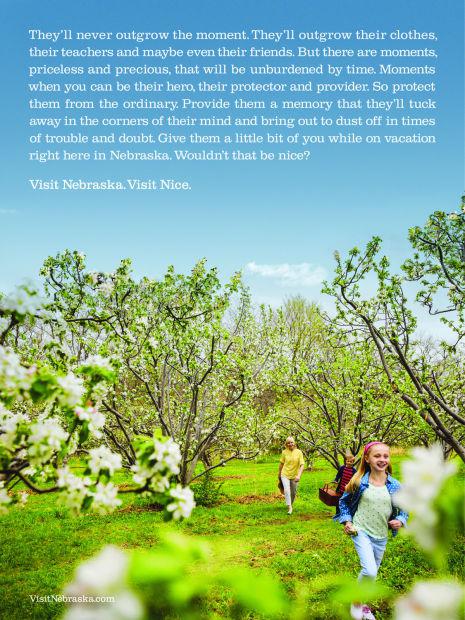 They’ll never outgrow the moment. They’ll outgrow their clothes,
their teachers and maybe even their friends. But there are moments,
priceless and precious, that will be unburdened by time. Moments
when you can be their hero, their protector and provider. So protect
them from the ordinary. Provide them a memory that they’ll tuck
away in the corners of their mind and bring out to dust off in times
of trouble and doubt. Give them a little bit of you while on vacation
right here in Nebraska. Wouldn’t that be nice?
Visit Nebraska. Visit Nice.
VisitNebraska.com